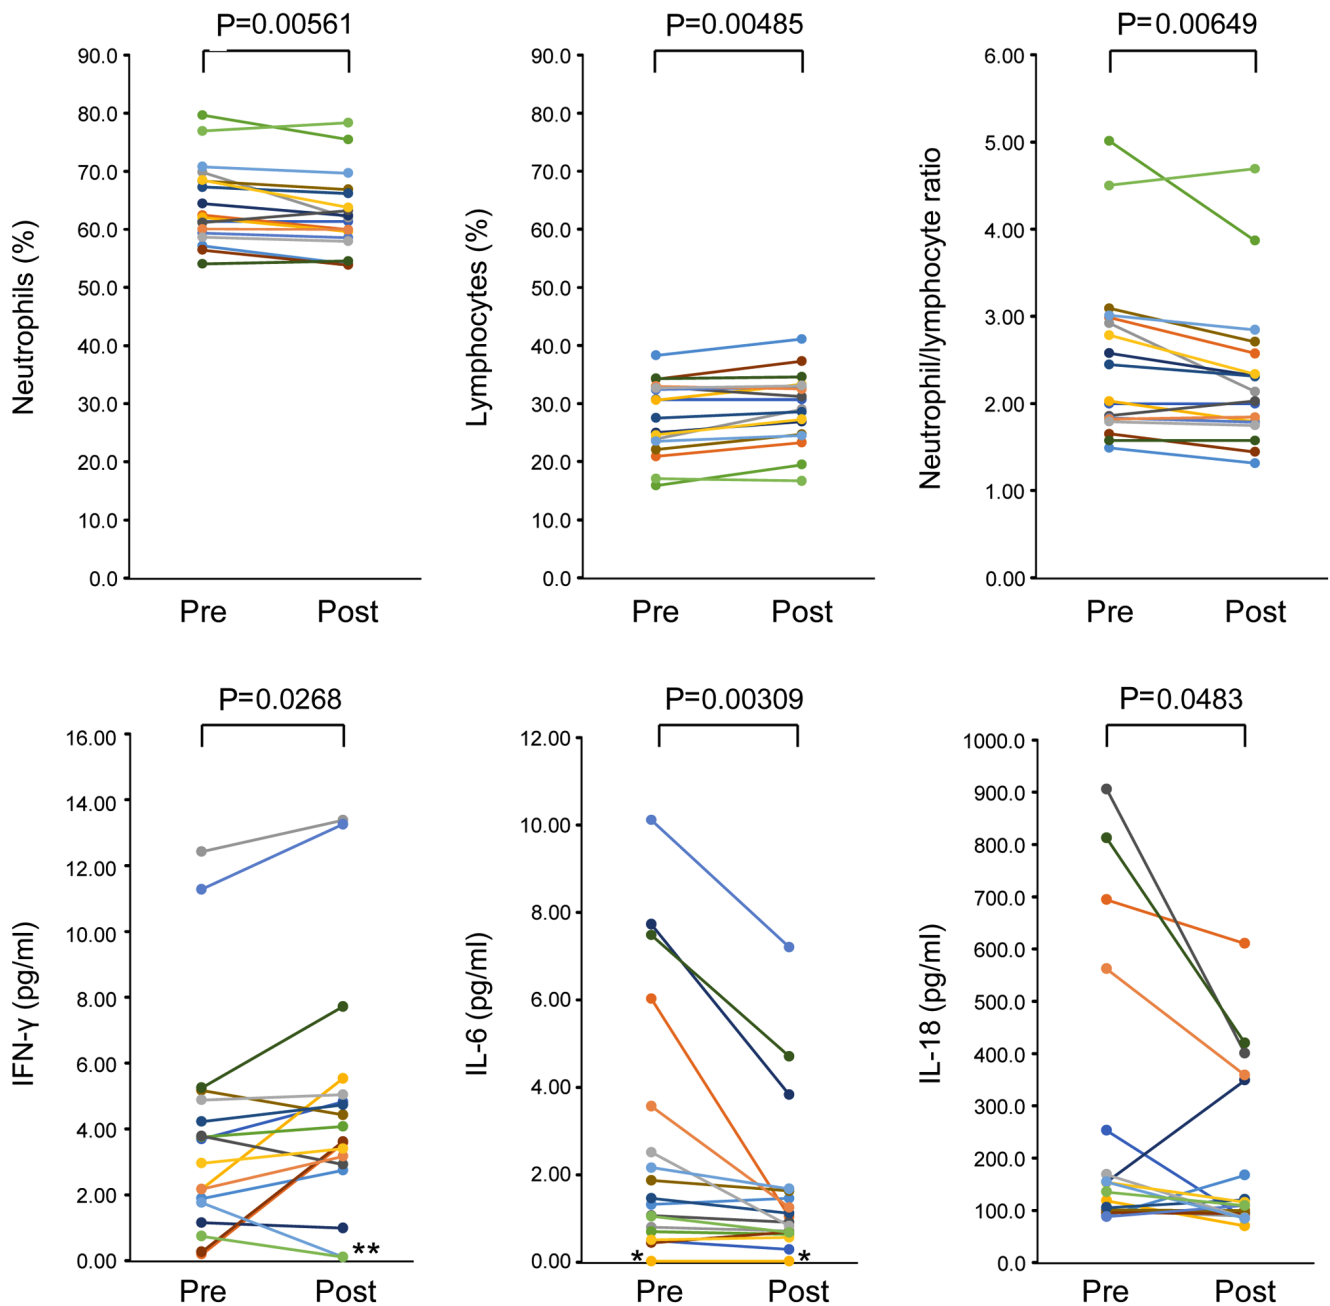 P=0.00561
Neutrophils (%)
90.0
80.0
70.0
60.0
50.0
40.0
30.0
20.0
10.0
0.0
Pre
Post
P=0.00485
Lymphocytes (%)
90.0
80.0
70.0
60.0
50.0
40.0
30.0
20.0
10.0
0.0
Pre
Post
P=0.00649
Neutrophil/lymphocyte ratio
6.00
5.00
4.00
3.00
2.00
1.00
0.00
Pre
Post
P=0.0268
IFN-γ (pg/ml)
16.00
14.00
12.00
10.00
8.00
6.00
4.00
2.00
0.00
**
Pre
Post
P=0.00309
IL-6 (pg/ml)
12.00
10.00
8.00
6.00
4.00
2.00
0.00
*
*
Pre
Post
P=0.0483
IL-18 (pg/ml)
1000.0
900.0
800.0
700.0
600.0
500.0
400.0
300.0
200.0
100.0
0.0
Pre
Post